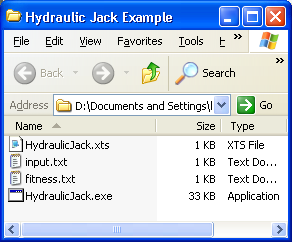 Hydraulic Jack Example
File Edit View Favorites Tools
Back Search
Address D:\Documents and Settings\ Go
Name Size Type
HydraulicJack.xts 1 KB XTS File
input.txt 1 KB Text Do...
fitness.txt 1 KB Text Do...
HydraulicJack.exe 33 KB Application